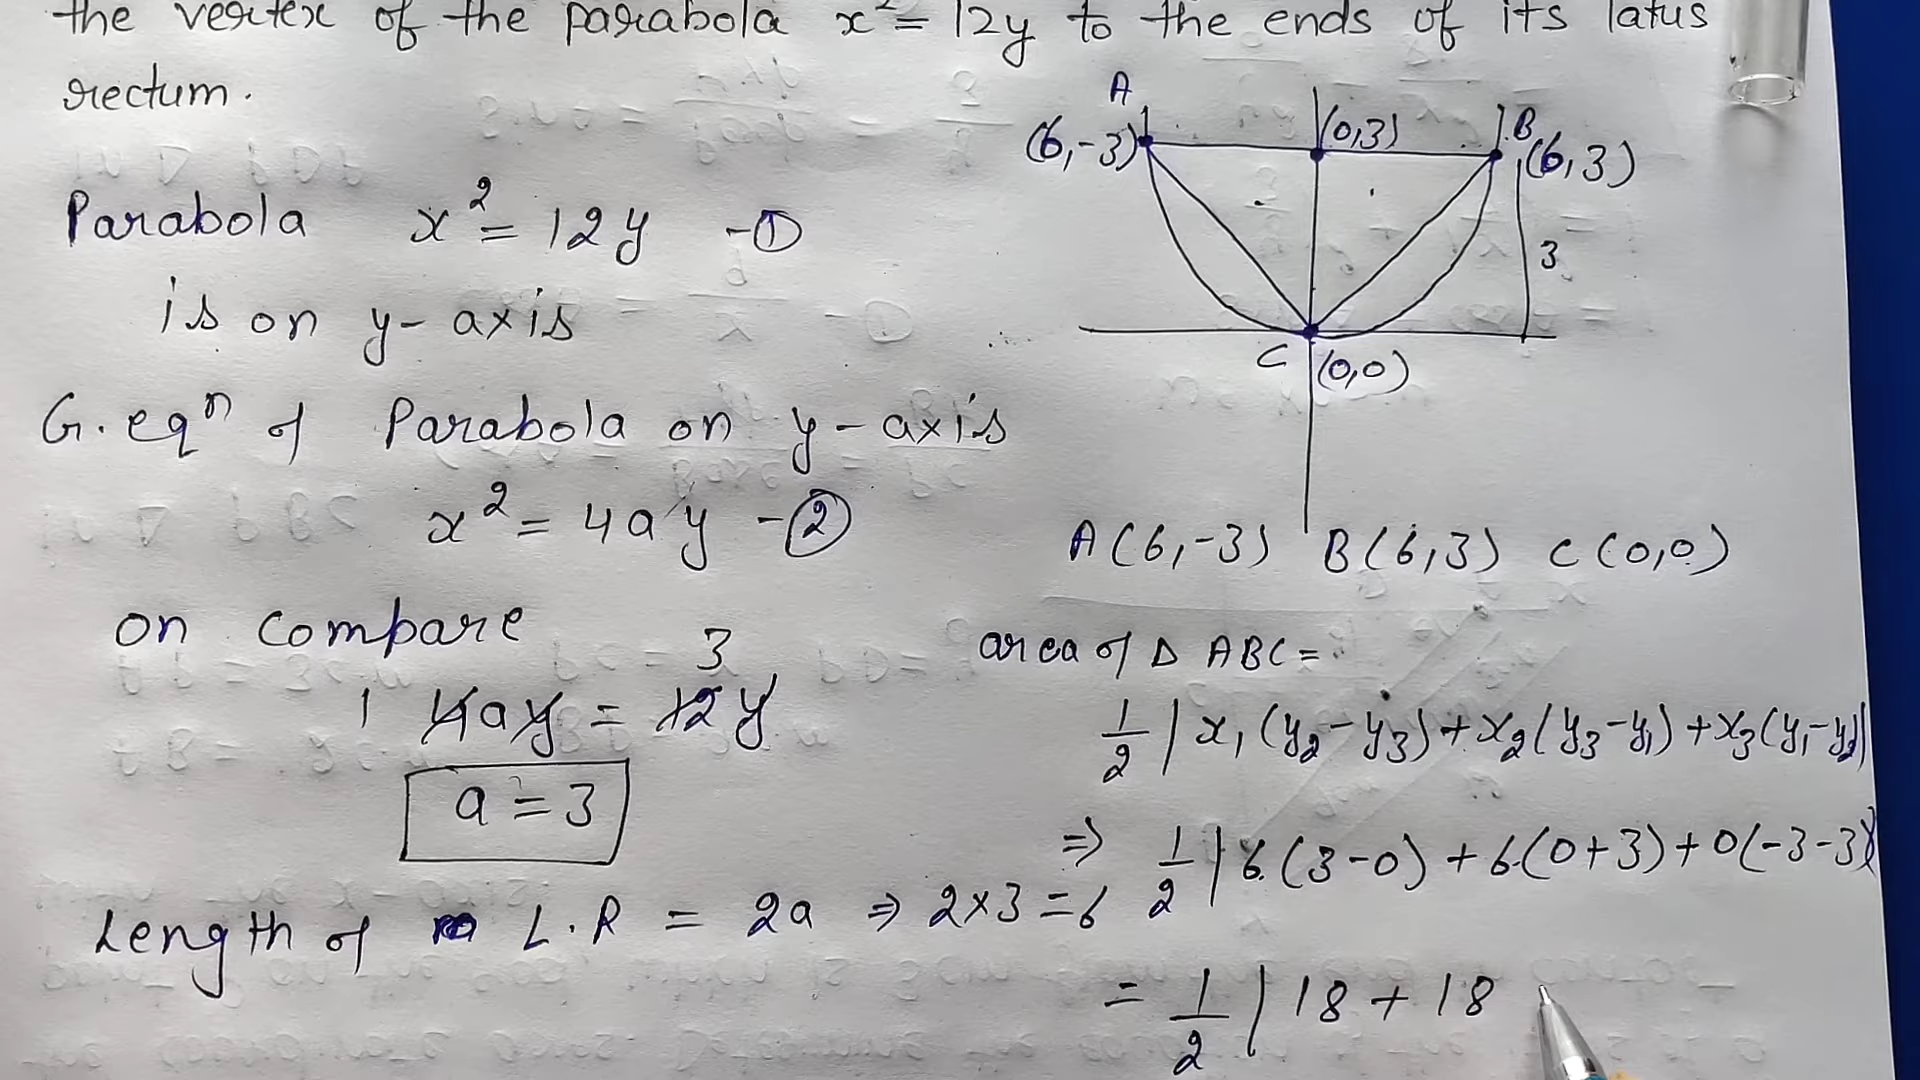 the vertex of the parabola x² = 12y to the ends of its latus
rectum.
Parabola x² = 12y -①
is on y-axis
G. eqⁿ of Parabola on y-axis
x² = 4ay -②
on compare
3
1 4ay = 12y
a = 3
Length of L.R = 2a ⇒ 2×3 = 6
A
(6,-3)
(0,3)
B
(6,3)
3
C
(0,0)
A(6,-3) B(6,3) C(0,0)
area of Δ ABC =
1/2 | x₁(y₂-y₃) + x₂(y₃-y₁) + x₃(y₁-y₂)|
⇒ 1/2 | 6(3-0) + 6(0+3) + 0(-3-3)|
= 1/2 | 18 + 18